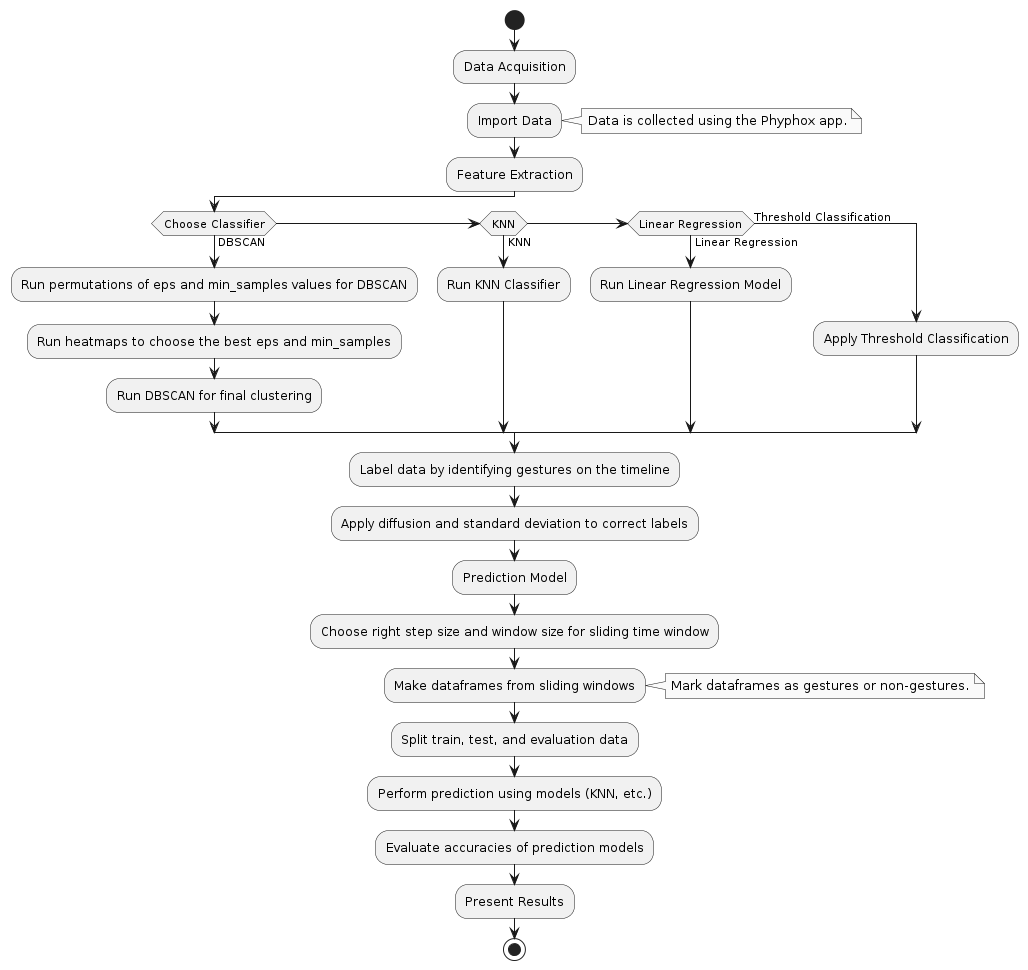 Data Acquisition
Import Data
Data is collected using the Phyphox app.
Feature Extraction
Choose Classifier
DBSCAN
KNN
KNN
Linear Regression
Linear Regression
Threshold Classification
Run permutations of eps and min_samples values for DBSCAN
Run KNN Classifier
Run Linear Regression Model
Run heatmaps to choose the best eps and min_samples
Apply Threshold Classification
Run DBSCAN for final clustering
Label data by identifying gestures on the timeline
Apply diffusion and standard deviation to correct labels
Prediction Model
Choose right step size and window size for sliding time window
Make dataframes from sliding windows
Mark dataframes as gestures or non-gestures.
Split train, test, and evaluation data
Perform prediction using models (KNN, etc.)
Evaluate accuracies of prediction models
Present Results